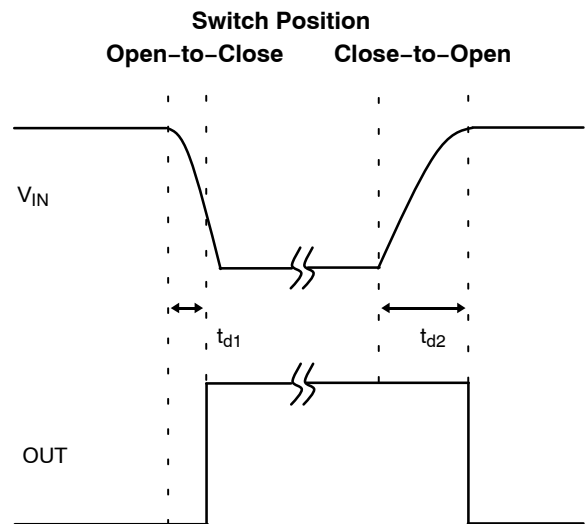 Switch Position
Open−to−Close Close−to−Open
VIN
td1 td2
OUT